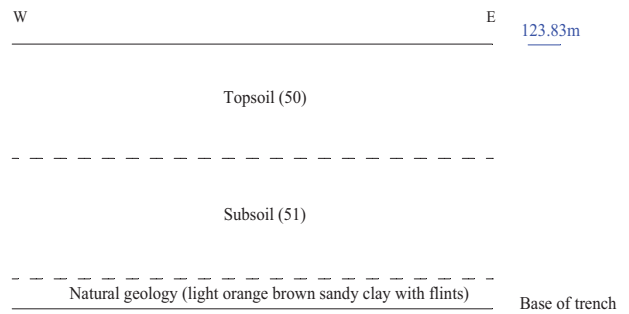 W E
123.83m
Topsoil (50)
Subsoil (51)
Natural geology (light orange brown sandy clay with flints)
Base of trench